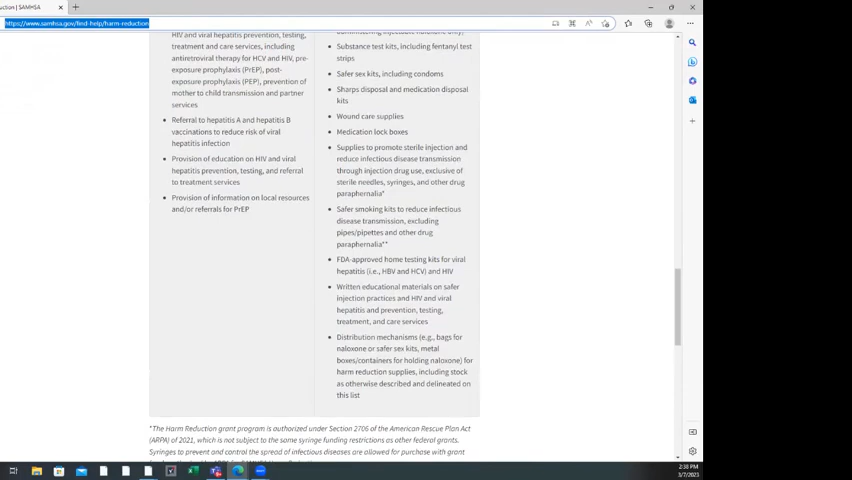 uction | SAMHSA
https://www.samhsa.gov/find-help/harm-reduction
HIV and viral hepatitis prevention, testing,
treatment and care services, including
antiretroviral therapy for HCV and HIV, pre-
exposure prophylaxis (PrEP), post-
exposure prophylaxis (PEP), prevention of
mother to child transmission and partner
services
• Referral to hepatitis A and hepatitis B
vaccinations to reduce risk of viral
hepatitis infection
• Provision of education on HIV and viral
hepatitis prevention, testing, and referral
to treatment services
• Provision of information on local resources
and/or referrals for PrEP
• Substance test kits, including fentanyl test
strips
• Safer sex kits, including condoms
• Sharps disposal and medication disposal
kits
• Wound care supplies
• Medication lock boxes
• Supplies to promote sterile injection and
reduce infectious disease transmission
through injection drug use, exclusive of
sterile needles, syringes, and other drug
paraphernalia*
• Safer smoking kits to reduce infectious
disease transmission, excluding
pipes/pipettes and other drug
paraphernalia**
• FDA-approved home testing kits for viral
hepatitis (i.e., HBV and HCV) and HIV
• Written educational materials on safer
injection practices and HIV and viral
hepatitis and prevention, testing,
treatment, and care services
• Distribution mechanisms (e.g., bags for
naloxone or safer sex kits, metal
boxes/containers for holding naloxone) for
harm reduction supplies, including stock
as otherwise described and delineated on
this list
*The Harm Reduction grant program is authorized under Section 2706 of the American Rescue Plan Act
(ARPA) of 2021, which is not subject to the same syringe funding restrictions as other federal grants.
Syringes to prevent and control the spread of infectious diseases are allowed for purchase with grant
2:38 PM
3/7/2023